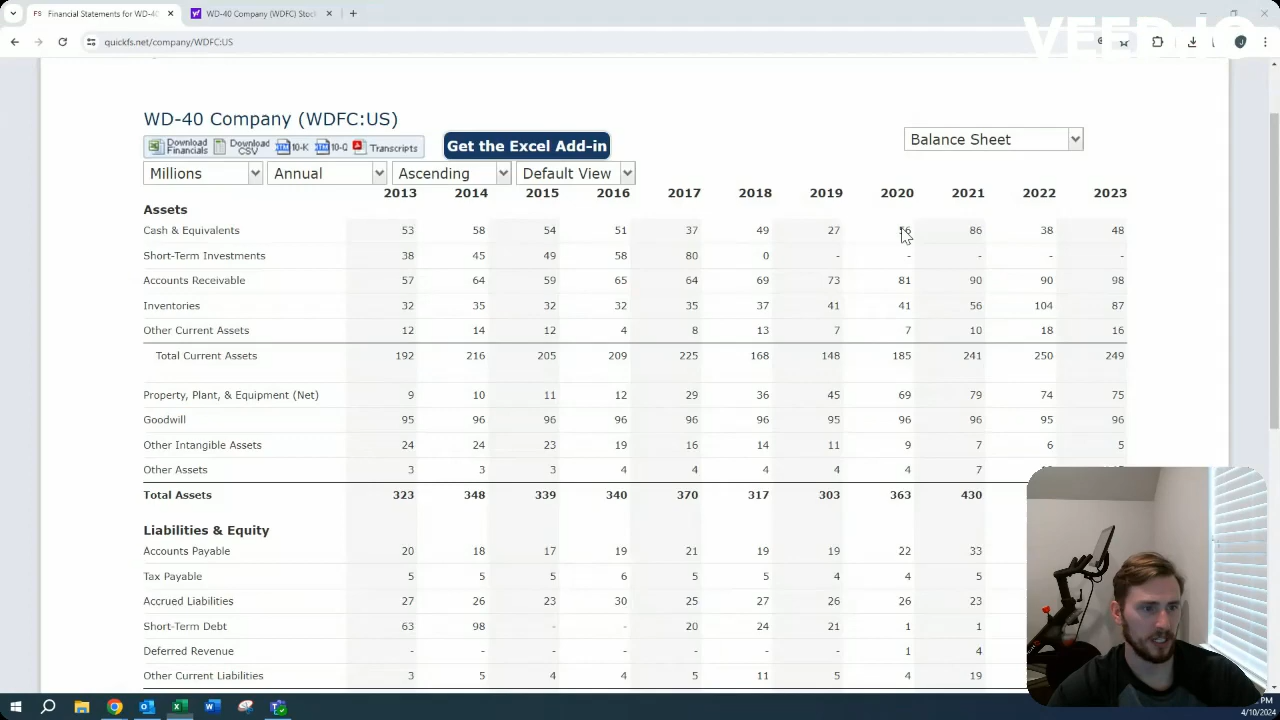 Financial Statements for WD-40
WD-40 Company (WDFC) Stock
VEED.IO
quickfs.net/company/WDFC:US
WD-40 Company (WDFC:US)
Download Financials Download CSV 10-K 10-Q Transcripts Get the Excel Add-in Balance Sheet
Millions Annual Ascending Default View
2013 2014 2015 2016 2017 2018 2019 2020 2021 2022 2023
Assets
Cash & Equivalents 53 58 54 51 37 49 27 56 86 38 48
Short-Term Investments 38 45 49 58 80 0 - - - - -
Accounts Receivable 57 64 59 65 64 69 73 81 90 90 98
Inventories 32 35 32 32 35 37 41 41 56 104 87
Other Current Assets 12 14 12 4 8 13 7 7 10 18 16
Total Current Assets 192 216 205 209 225 168 148 185 241 250 249
Property, Plant, & Equipment (Net) 9 10 11 12 29 36 45 69 79 74 75
Goodwill 95 96 96 96 96 96 95 96 96 95 96
Other Intangible Assets 24 24 23 19 16 14 11 9 7 6 5
Other Assets 3 3 3 4 4 4 4 4 7
Total Assets 323 348 339 340 370 317 303 363 430
Liabilities & Equity
Accounts Payable 20 18 17 19 21 19 19 22 33
Tax Payable 5 5 5 6 5 5 4 4 5
Accrued Liabilities 27 26 23 30 25 27 26 26 23
Short-Term Debt 63 98 - - 20 24 21 1 1
Deferred Revenue - - - - - - - 1 4
Other Current Liabilities 3 5 4 4 5 11 5 4 19
PM
4/10/2024